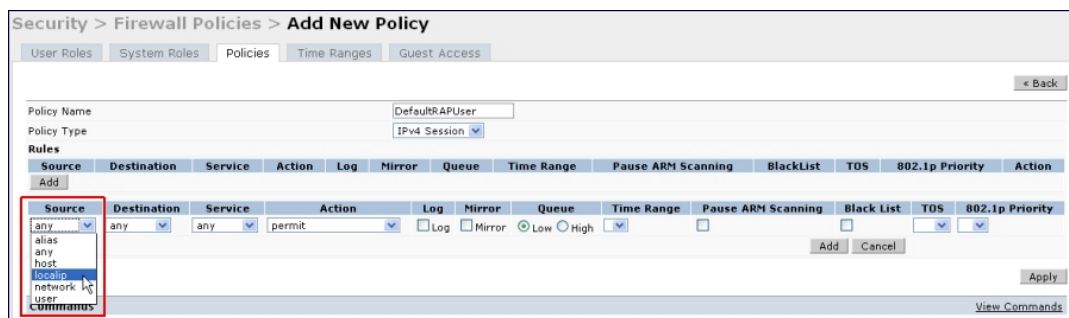 Security > Firewall Policies > Add New Policy
User Roles System Roles Policies Time Ranges Guest Access
« Back
Policy Name DefaultRAPUser
Policy Type IPv4 Session
Rules
Source Destination Service Action Log Mirror Queue Time Range Pause ARM Scanning BlackList TOS 802.1p Priority Action
Add
Source Destination Service Action Log Mirror Queue Time Range Pause ARM Scanning Black List TOS 802.1p Priority
any any any permit Log Mirror Low High
alias
any
host
localip
network
user
Add Cancel
Apply
Commands View Commands